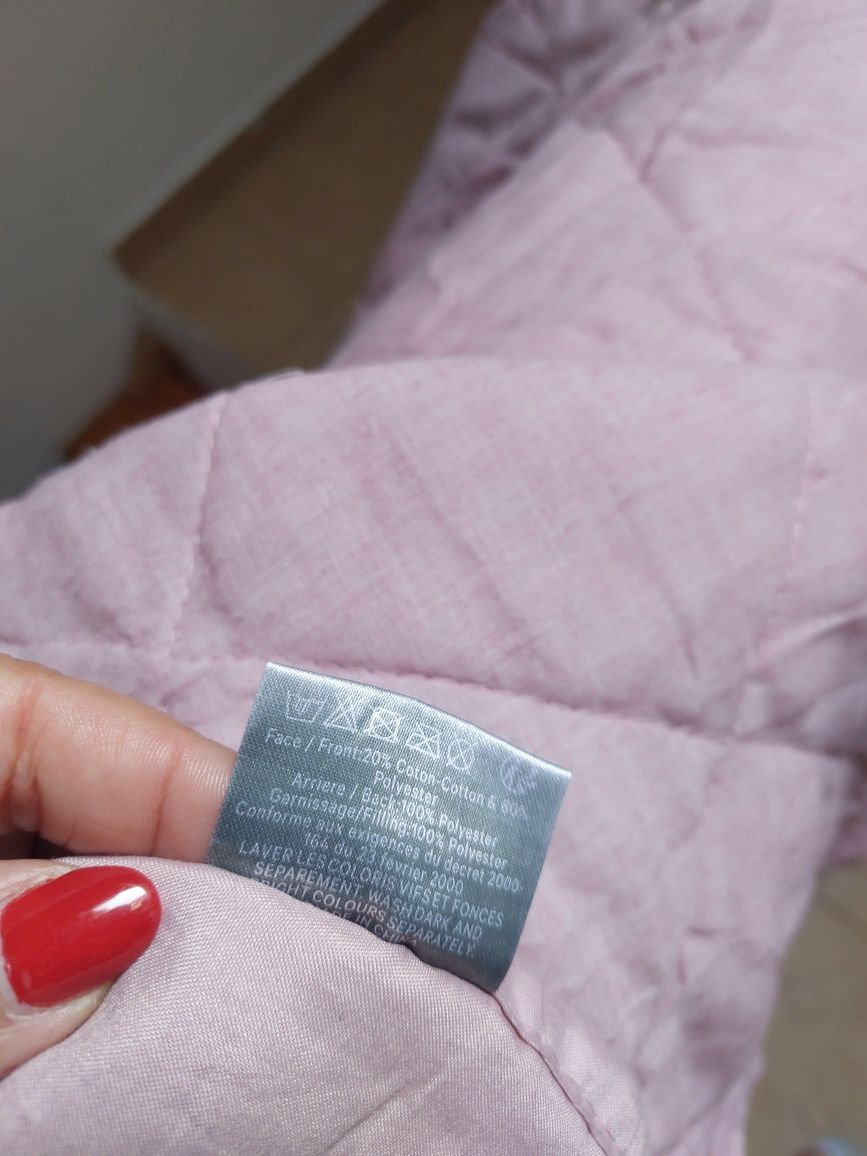 Face / Front:20% Coton-Cotton & 80%
Polyester
Arriere / Back:100% Polyester
Garnissage/Filling:100% Polyester
Conforme aux exigences du decret 2000-
164 du 23 fevrier 2000
LAVER LES COLORIS VIFS ET FONCES
SEPAREMENT, WASH DARK AND
BRIGHT COLOURS SEPARATELY.